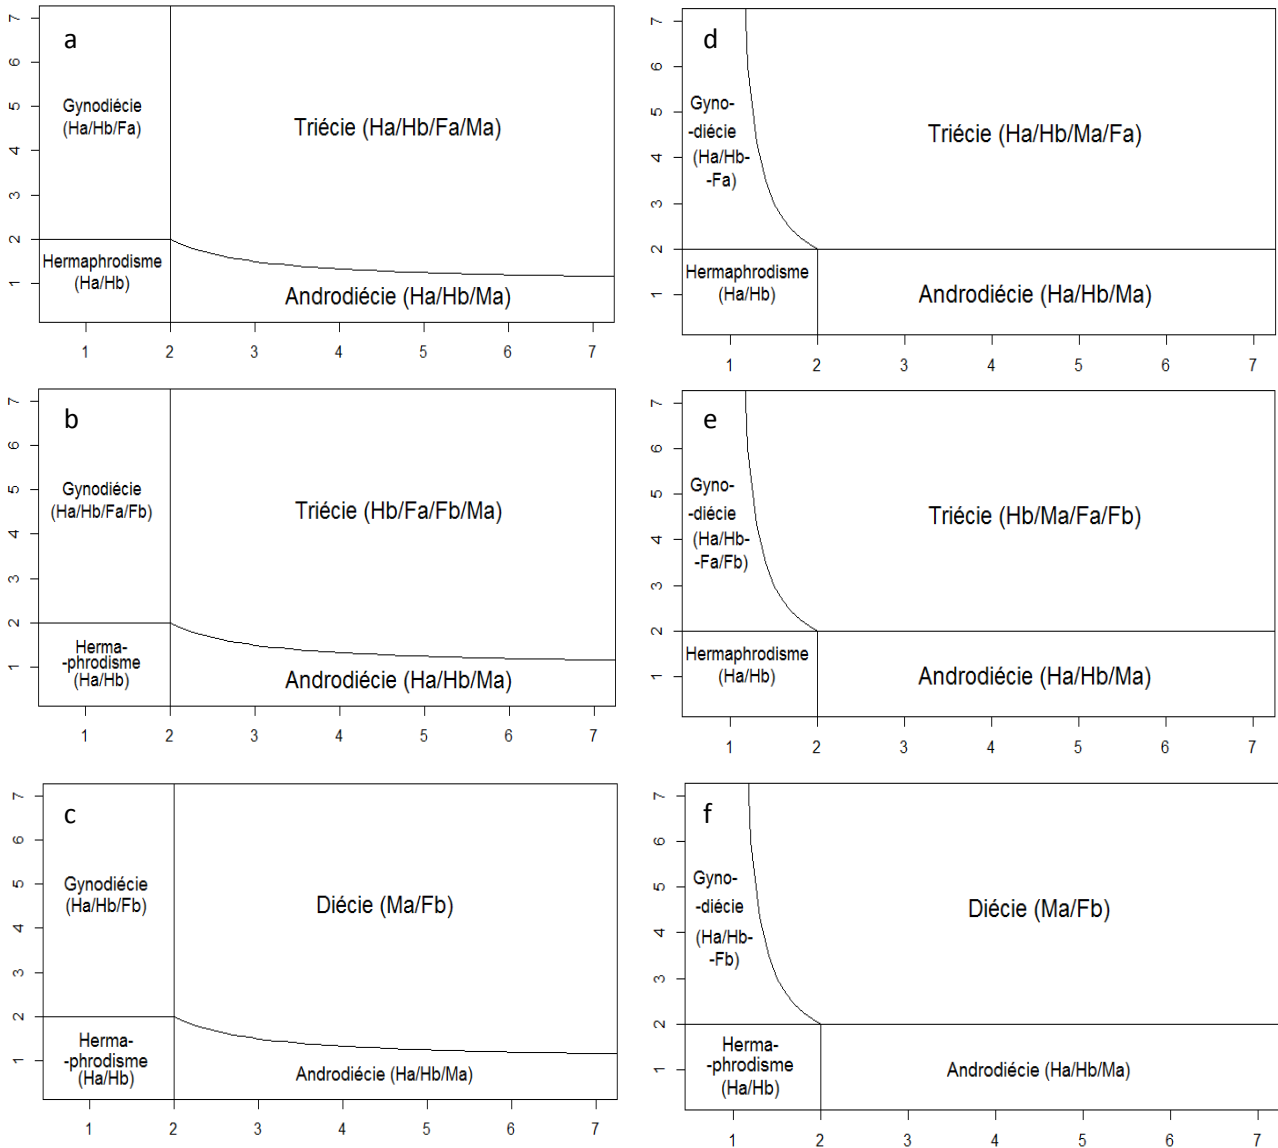 a
7
6
5
4
3
2
1
Gynodiécie
(Ha/Hb/Fa)
Triécie (Ha/Hb/Fa/Ma)
Hermaphrodisme
(Ha/Hb)
Androdiécie (Ha/Hb/Ma)
1 2 3 4 5 6 7
d
7
6
5
4
3
2
1
Gyno-
-diécie
(Ha/Hb-
-Fa)
Triécie (Ha/Hb/Ma/Fa)
Hermaphrodisme
(Ha/Hb)
Androdiécie (Ha/Hb/Ma)
1 2 3 4 5 6 7
b
7
6
5
4
3
2
1
Gynodiécie
(Ha/Hb/Fa/Fb)
Triécie (Hb/Fa/Fb/Ma)
Herma-
-phrodisme
(Ha/Hb)
Androdiécie (Ha/Hb/Ma)
1 2 3 4 5 6 7
e
7
6
5
4
3
2
1
Gyno-
-diécie
(Ha/Hb-
-Fa/Fb)
Triécie (Hb/Ma/Fa/Fb)
Hermaphrodisme
(Ha/Hb)
Androdiécie (Ha/Hb/Ma)
1 2 3 4 5 6 7
c
7
6
5
4
3
2
1
Gynodiécie
(Ha/Hb/Fb)
Diécie (Ma/Fb)
Herma-
-phrodisme
(Ha/Hb)
Androdiécie (Ha/Hb/Ma)
1 2 3 4 5 6 7
f
7
6
5
4
3
2
1
Gyno-
-diécie
(Ha/Hb-
-Fb)
Diécie (Ma/Fb)
Herma-
-phrodisme
(Ha/Hb)
Androdiécie (Ha/Hb/Ma)
1 2 3 4 5 6 7